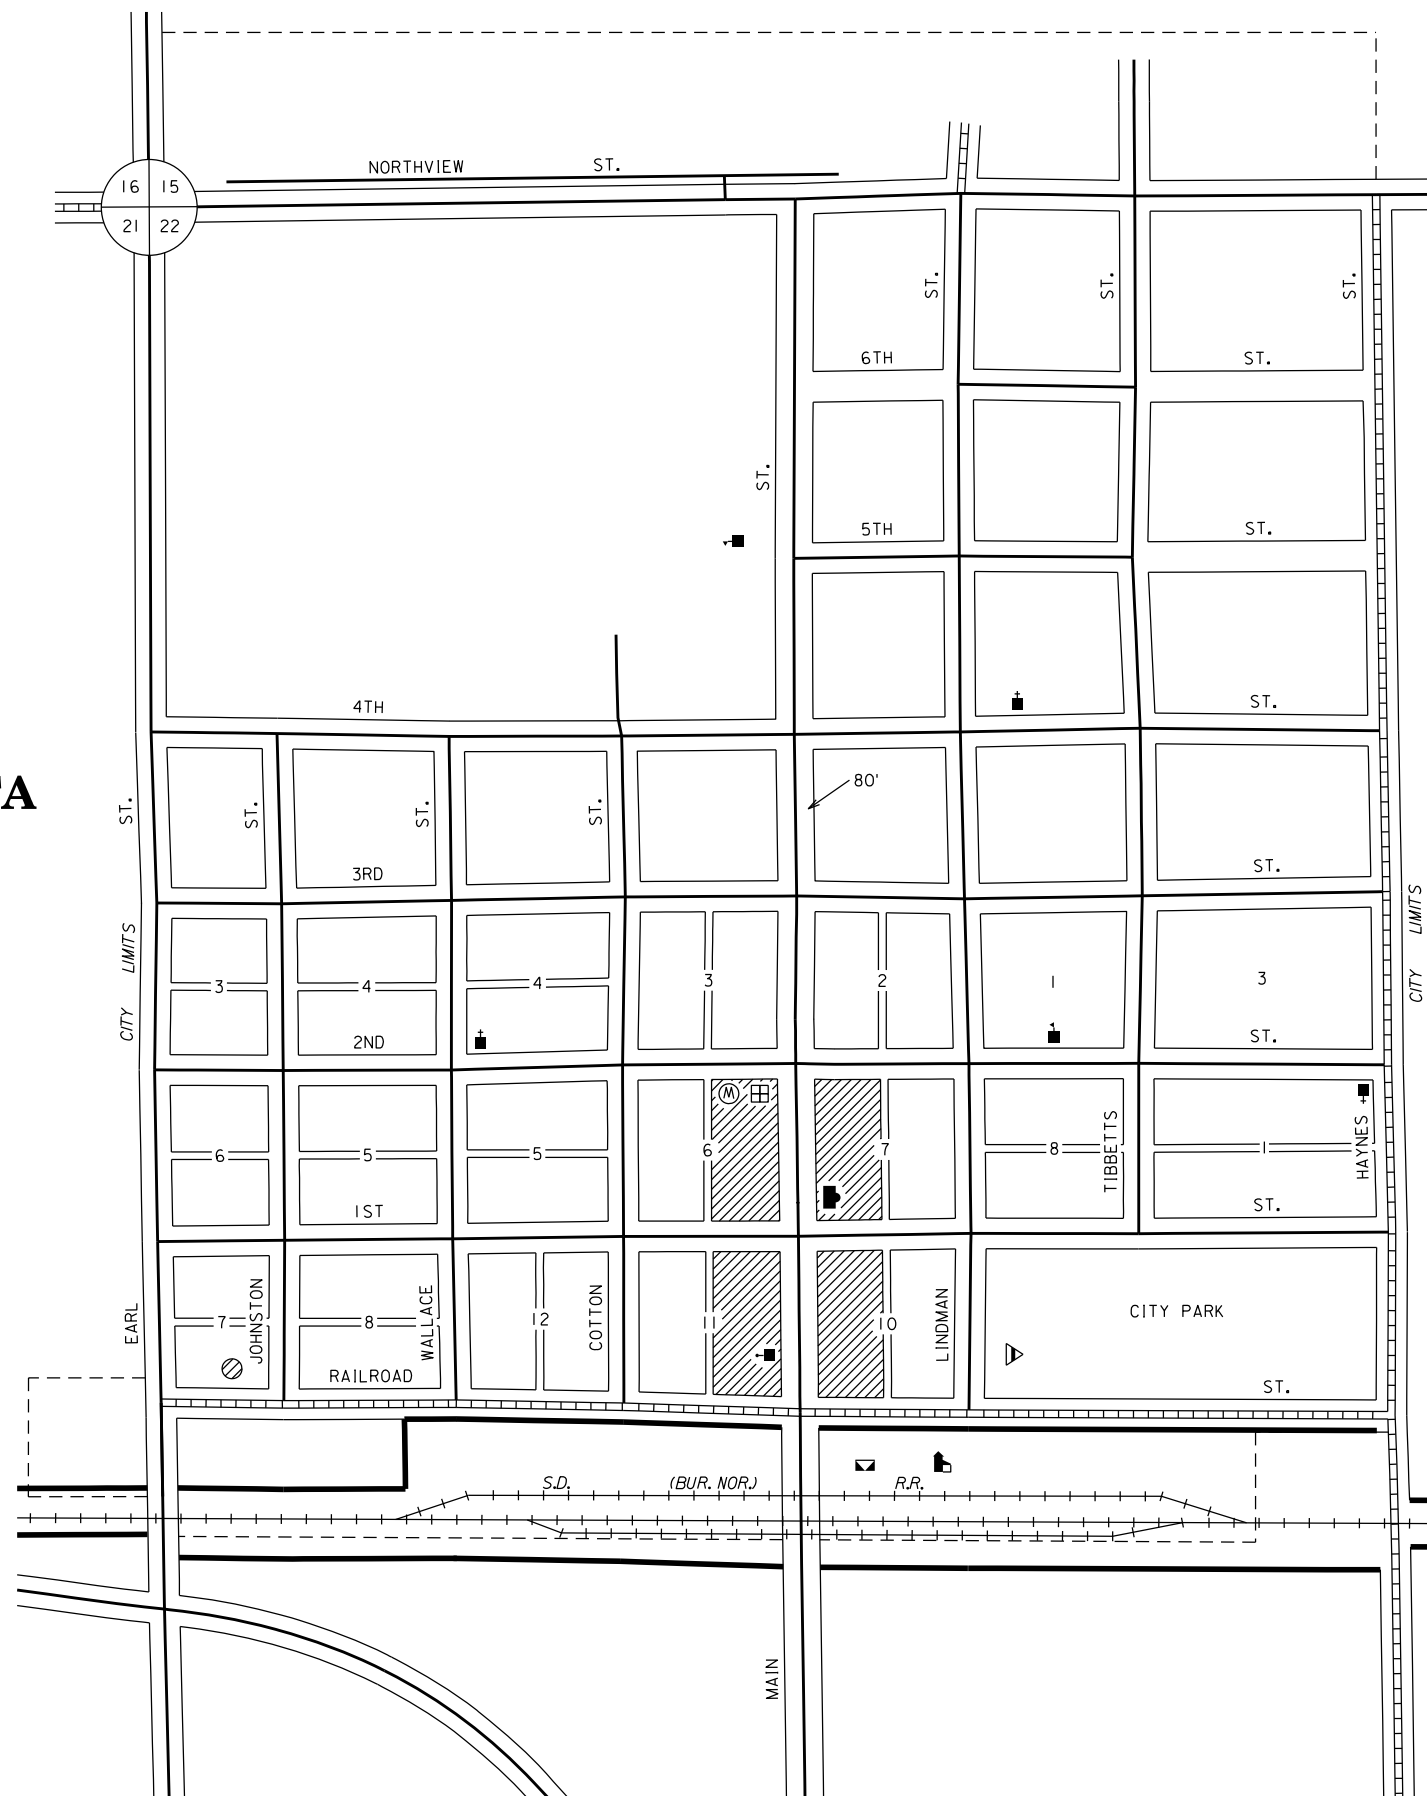 NORTHVIEW ST.
16 15
21 22
ST. ST. ST.
6TH ST.
ST.
5TH ST.
4TH ST.
80'
TA
ST. ST. ST. ST.
3RD ST.
CITY LIMITS
CITY LIMITS
3 4 4 3 2 1 3
2ND ST.
M
6 5 5 6 7 8 1
TIBBETTS
HAYNES
1ST ST.
EARL
JOHNSTON
WALLACE
COTTON
LINDMAN
CITY PARK
7 8 12 11 10
RAILROAD ST.
S.D. (BUR. NOR.) R.R.
MAIN